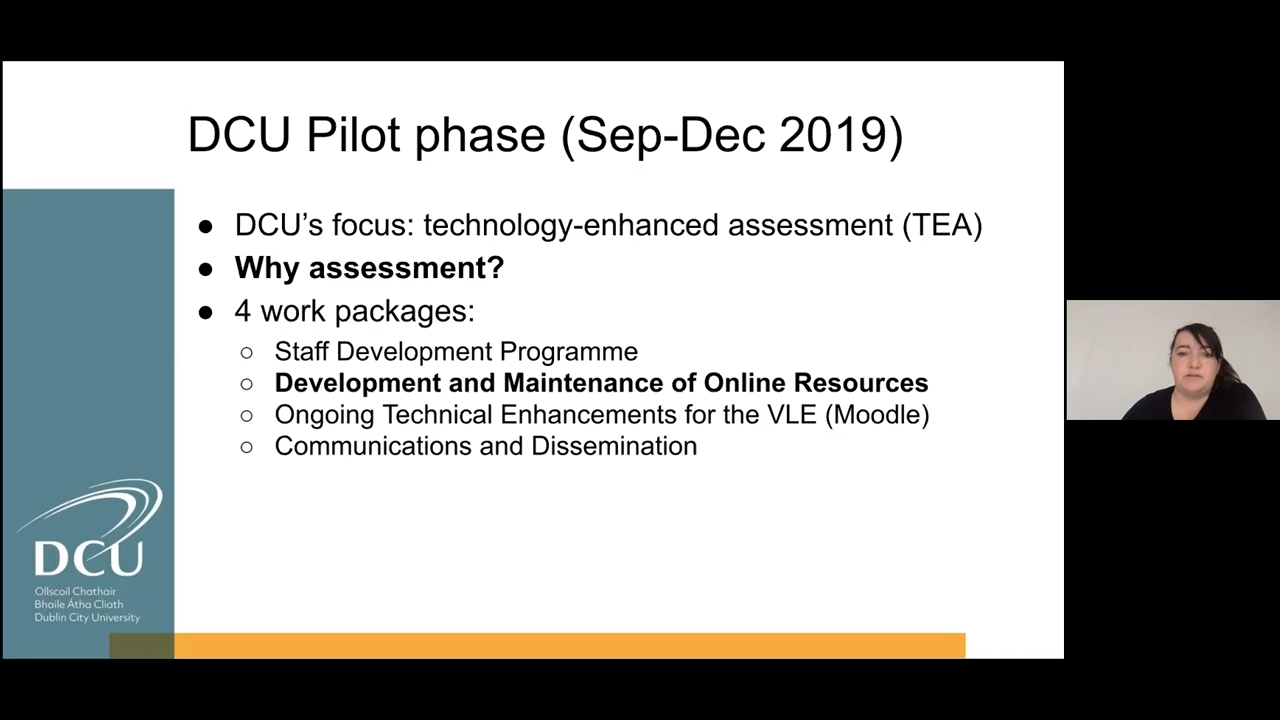 DCU Pilot phase (Sep-Dec 2019)
● DCU’s focus: technology-enhanced assessment (TEA)
● Why assessment?
● 4 work packages:
○ Staff Development Programme
○ Development and Maintenance of Online Resources
○ Ongoing Technical Enhancements for the VLE (Moodle)
○ Communications and Dissemination
DCU
Ollscoil Chathair
Bhaile Átha Cliath
Dublin City University